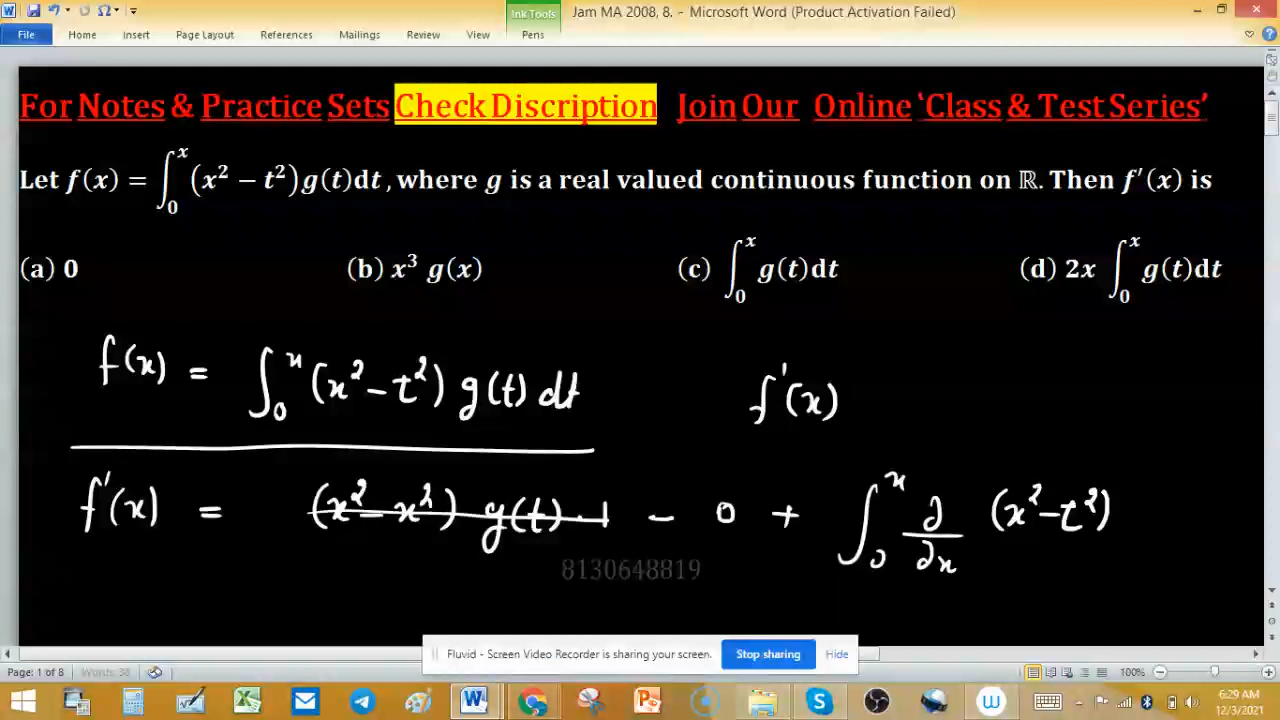 Ink Tools
Jam MA 2008, 8. - Microsoft Word (Product Activation Failed)
File Home Insert Page Layout References Mailings Review View Pens
For Notes & Practice Sets Check Discription Join Our Online 'Class & Test Series'
Let f(x) = ∫₀ˣ (x² − t²)g(t)dt , where g is a real valued continuous function on ℝ. Then f′(x) is
(a) 0 (b) x³ g(x) (c) ∫₀ˣ g(t)dt (d) 2x ∫₀ˣ g(t)dt
f(x) = ∫₀ˣ (x² − t²) g(t) dt f′(x)
f′(x) = (x² − x²) g(t) · 1 − 0 + ∫₀ˣ ∂/∂x (x² − t²)
8130648819
Fluvid - Screen Video Recorder is sharing your screen. Stop sharing Hide
Page: 1 of 8 Words: 38 100%
6:29 AM
12/3/2021